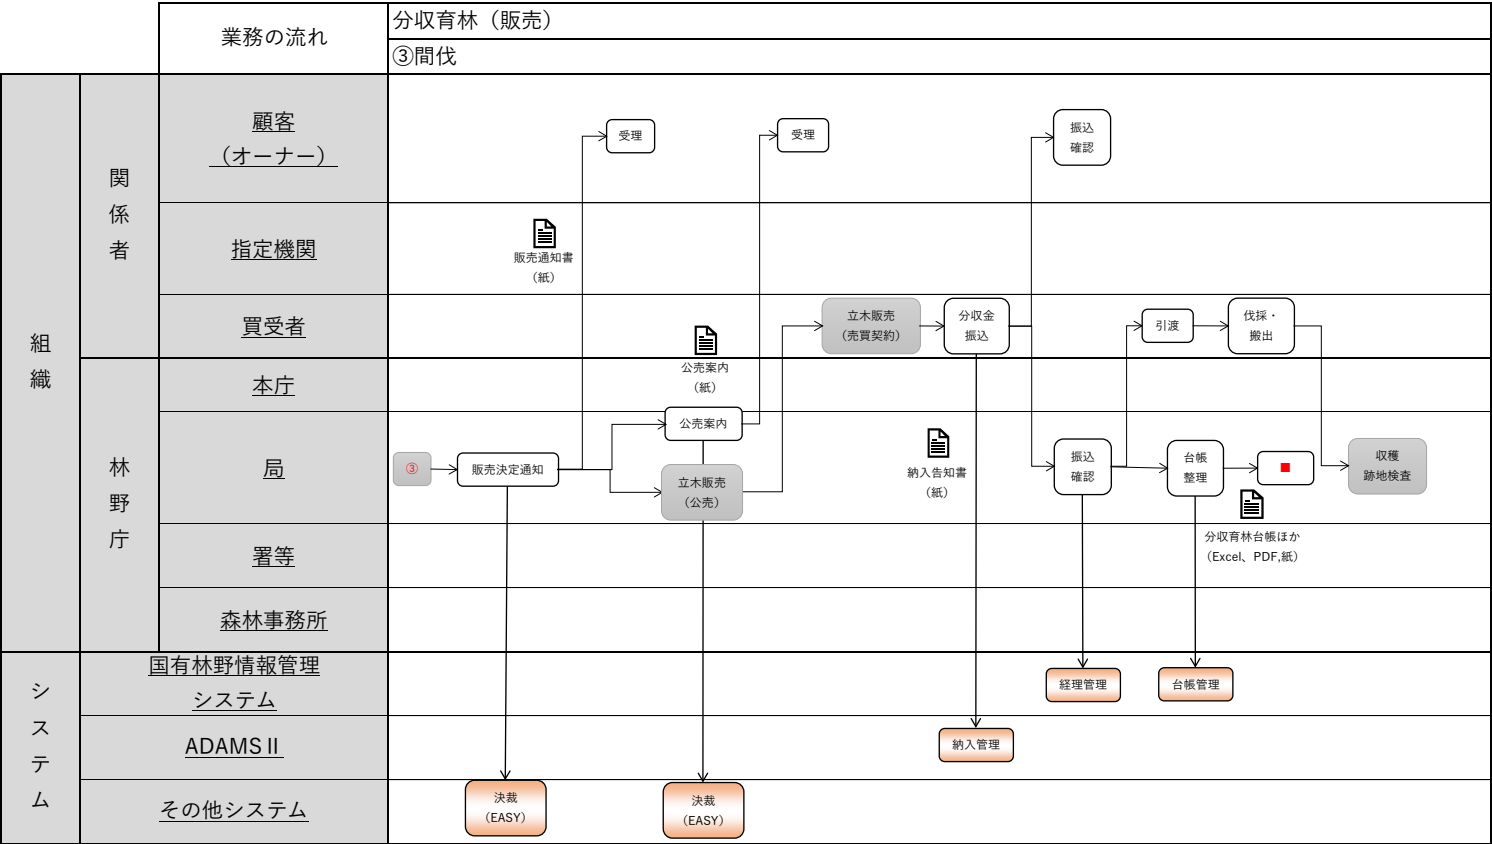 業務の流れ
分収育林（販売）
③間伐
組織
関係者
顧客
（オーナー）
受理
受理
振込
確認
指定機関
販売通知書
（紙）
買受者
公売案内
（紙）
立木販売
（売買契約）
分収金
振込
引渡
伐採・
搬出
林野庁
本庁
局
③
販売決定通知
公売案内
立木販売
（公売）
納入告知書
（紙）
振込
確認
台帳
整理
■
収穫
跡地検査
分収育林台帳ほか
（Excel、PDF,紙）
署等
森林事務所
システム
国有林野情報管理
システム
経理管理
台帳管理
ADAMSⅡ
納入管理
その他システム
決裁
（EASY）
決裁
（EASY）